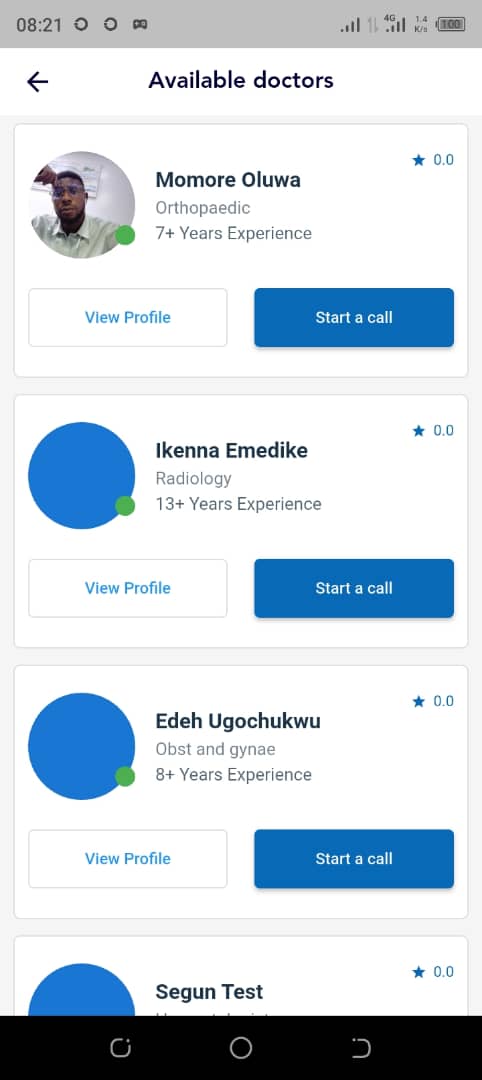 08:21
4G
1.4
K/s
100
Available doctors
0.0
Momore Oluwa
Orthopaedic
7+ Years Experience
View Profile
Start a call
0.0
Ikenna Emedike
Radiology
13+ Years Experience
View Profile
Start a call
0.0
Edeh Ugochukwu
Obst and gynae
8+ Years Experience
View Profile
Start a call
0.0
Segun Test